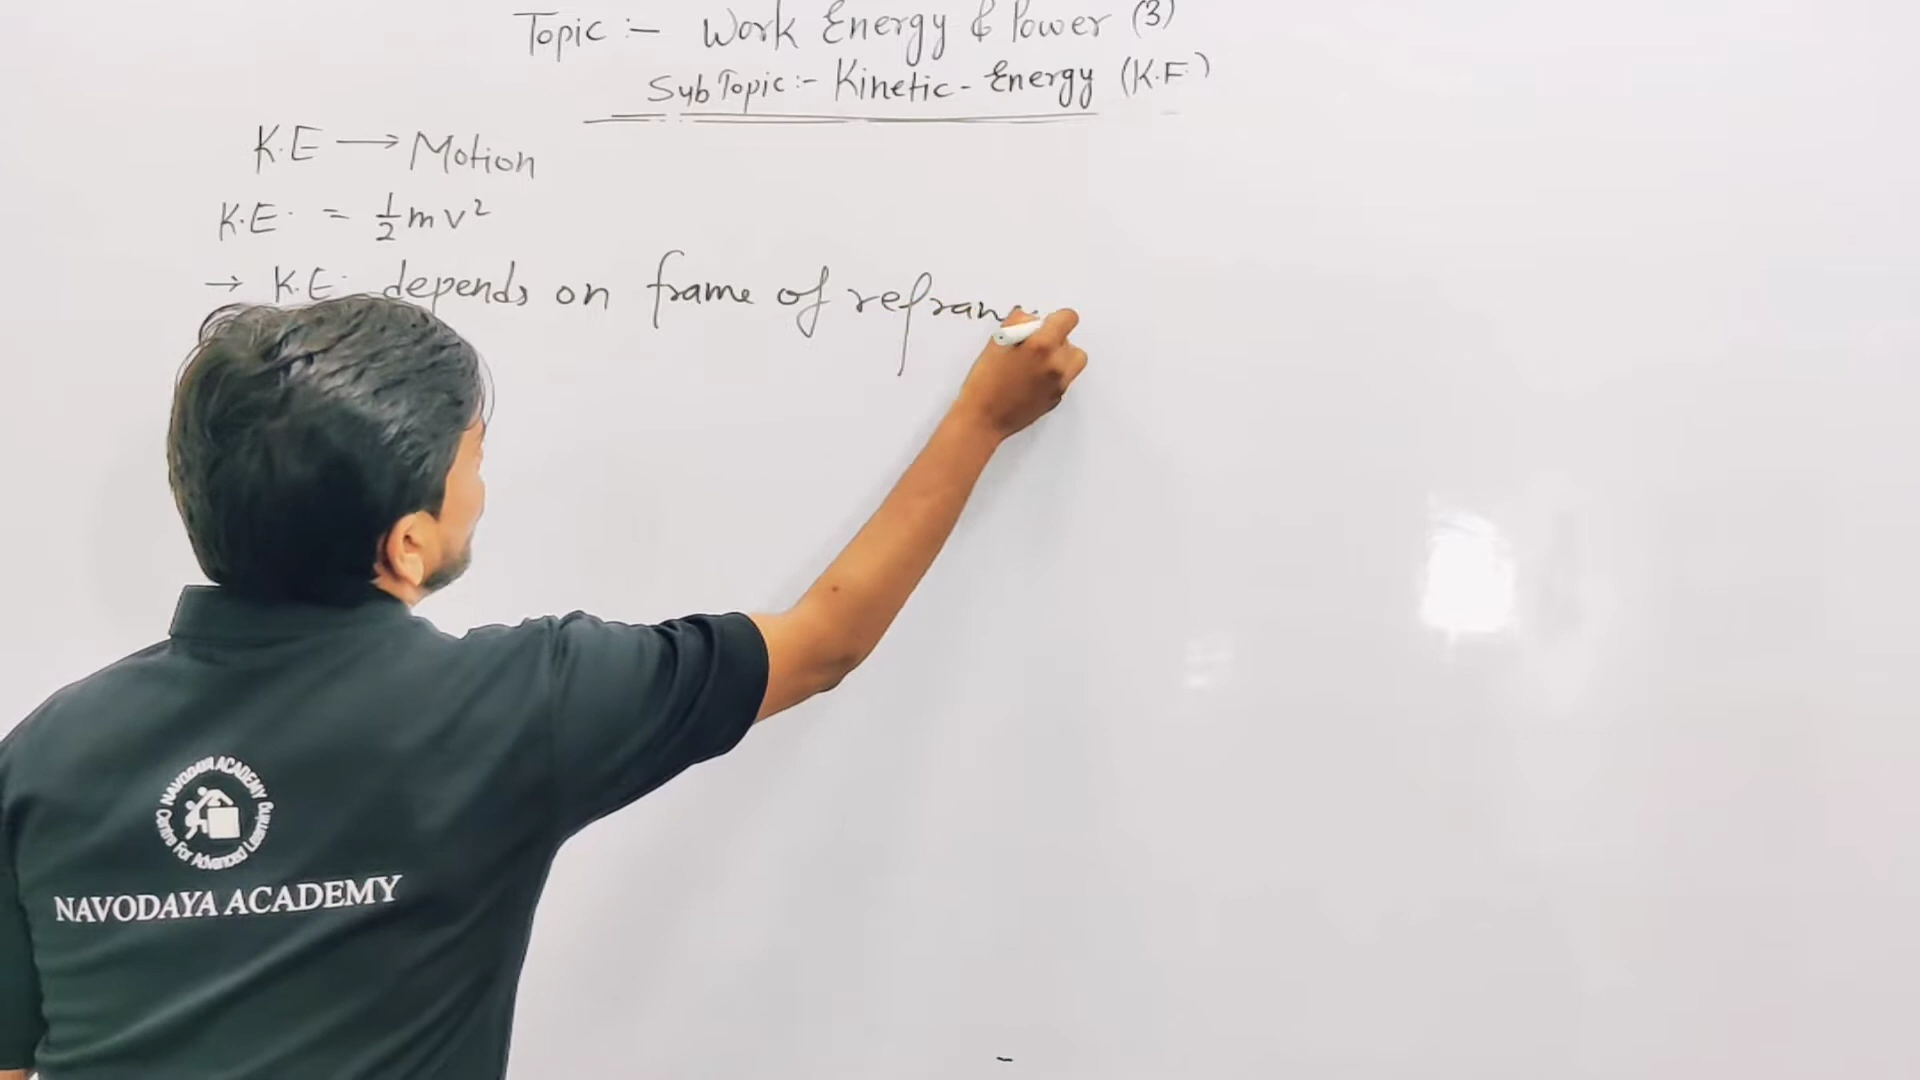 Topic :- Work Energy & Power (3)
Sub Topic :- Kinetic - Energy (K.E.)
K.E → Motion
K.E. = 1/2 mv²
→ K.E. depends on frame of refran
NAVODAYA ACADEMY
Centre For Advanced Learning
NAVODAYA ACADEMY